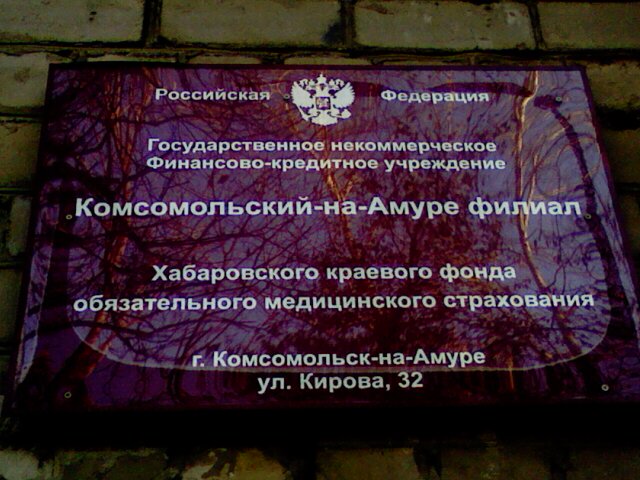 Российская Федерация
Государственное некоммерческое
Финансово-кредитное учреждение
Комсомольский-на-Амуре филиал
Хабаровского краевого фонда
обязательного медицинского страхования
г. Комсомольск-на-Амуре
ул. Кирова, 32